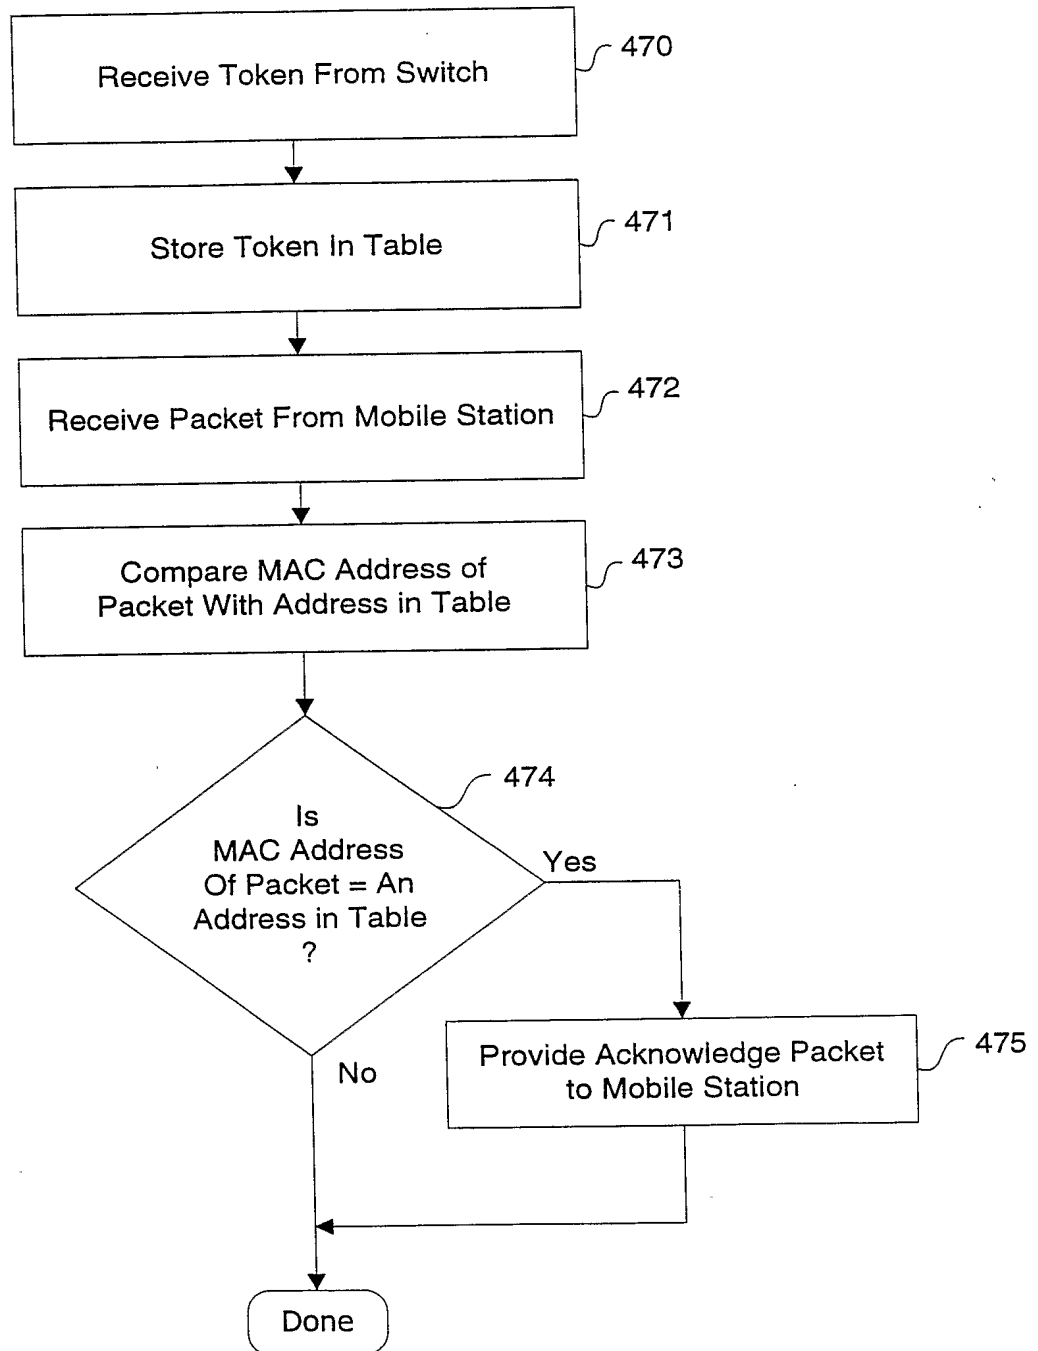 Receive Token From Switch
470
Store Token In Table
471
Receive Packet From Mobile Station
472
Compare MAC Address of
Packet With Address in Table
473
Is
MAC Address
Of Packet = An
Address in Table
?
474
Yes
No
Provide Acknowledge Packet
to Mobile Station
475
Done